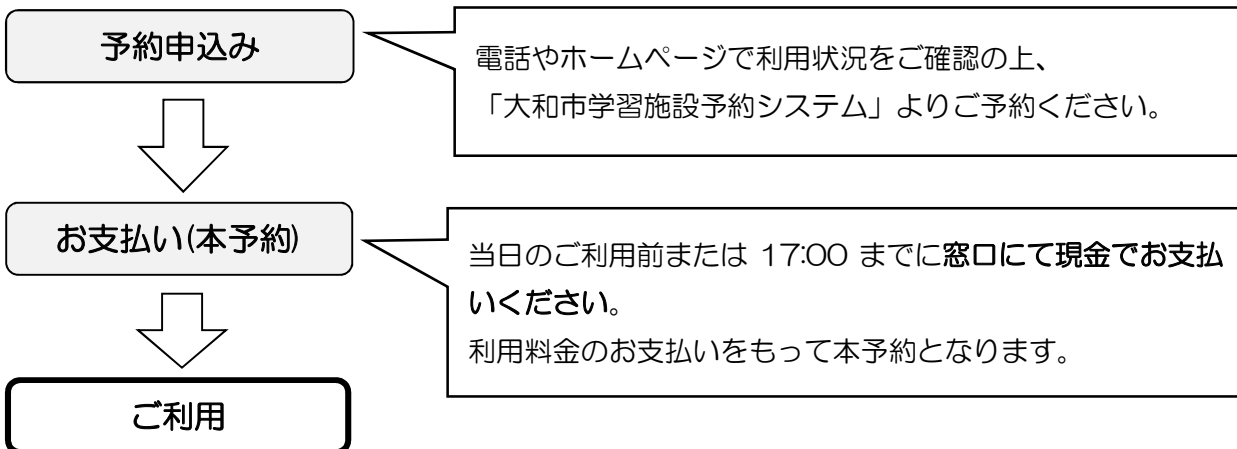 予約申込み
電話やホームページで利用状況をご確認の上、
「大和市学習施設予約システム」よりご予約ください。
お支払い(本予約)
当日のご利用前または 17:00 までに窓口にて現金でお支払
いください。
利用料金のお支払いをもって本予約となります。
ご利用